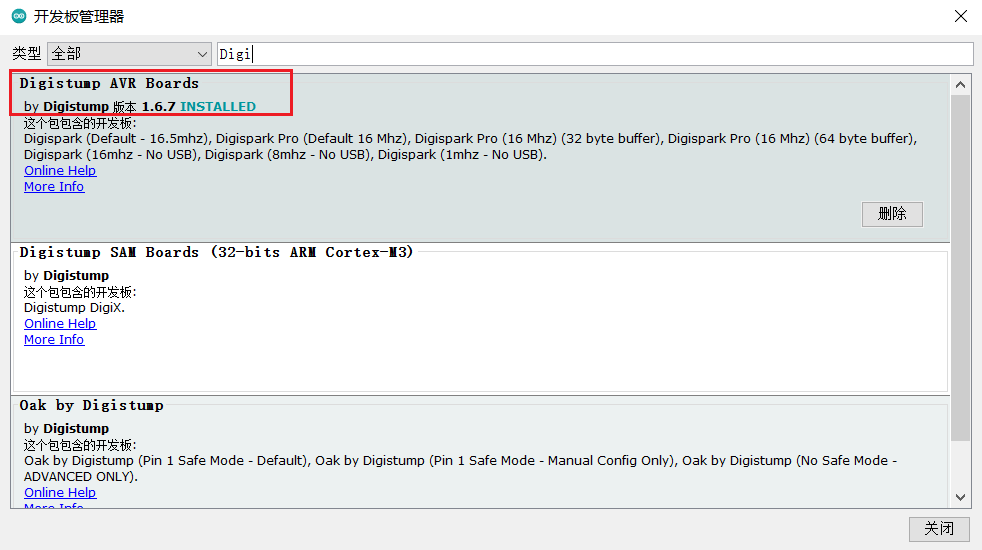 开发板管理器
类型 全部 Digi
Digistump AVR Boards
by Digistump 版本 1.6.7 INSTALLED
这个包包含的开发板:
Digispark (Default - 16.5mhz), Digispark Pro (Default 16 Mhz), Digispark Pro (16 Mhz) (32 byte buffer), Digispark Pro (16 Mhz) (64 byte buffer),
Digispark (16mhz - No USB), Digispark (8mhz - No USB), Digispark (1mhz - No USB).
Online Help
More Info
删除
Digistump SAM Boards (32-bits ARM Cortex-M3)
by Digistump
这个包包含的开发板:
Digistump DigiX.
Online Help
More Info
Oak by Digistump
by Digistump
这个包包含的开发板:
Oak by Digistump (Pin 1 Safe Mode - Default), Oak by Digistump (Pin 1 Safe Mode - Manual Config Only), Oak by Digistump (No Safe Mode -
ADVANCED ONLY).
Online Help
More Info
关闭